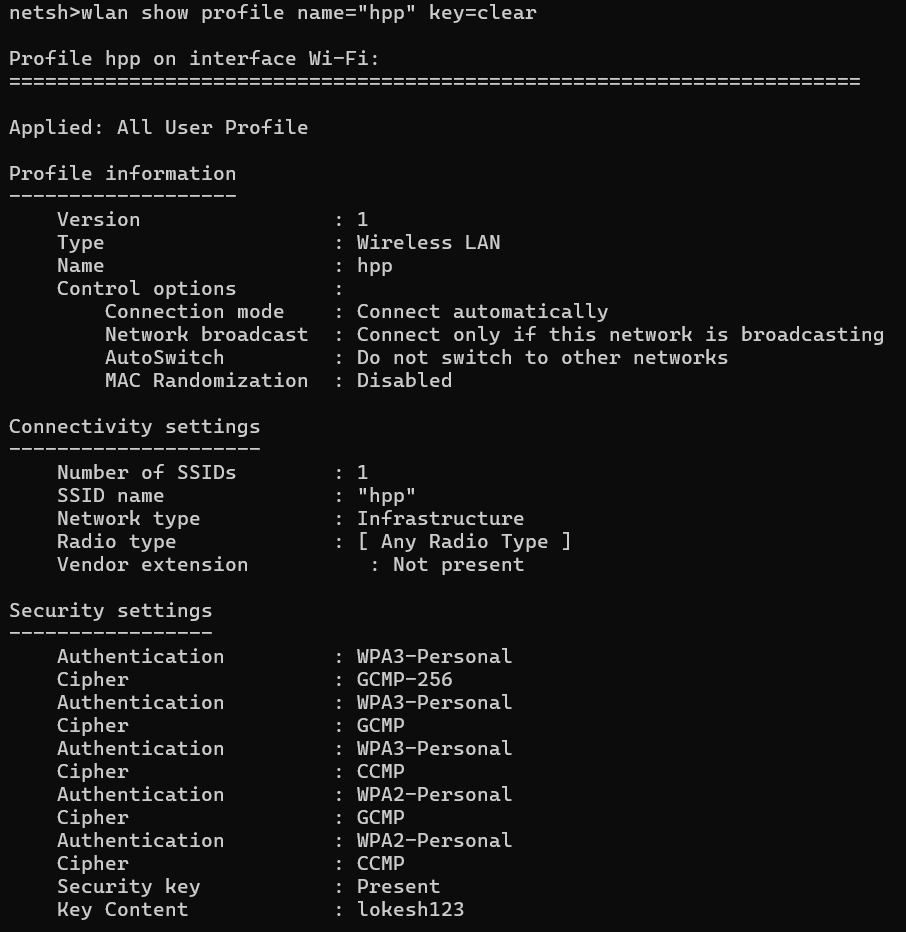 netsh>wlan show profile name="hpp" key=clear
Profile hpp on interface Wi-Fi:
=======================================================================
Applied: All User Profile
Profile information
-------------------
Version : 1
Type : Wireless LAN
Name : hpp
Control options :
Connection mode : Connect automatically
Network broadcast : Connect only if this network is broadcasting
AutoSwitch : Do not switch to other networks
MAC Randomization : Disabled
Connectivity settings
---------------------
Number of SSIDs : 1
SSID name : "hpp"
Network type : Infrastructure
Radio type : [ Any Radio Type ]
Vendor extension : Not present
Security settings
-----------------
Authentication : WPA3-Personal
Cipher : GCMP-256
Authentication : WPA3-Personal
Cipher : GCMP
Authentication : WPA3-Personal
Cipher : CCMP
Authentication : WPA2-Personal
Cipher : GCMP
Authentication : WPA2-Personal
Cipher : CCMP
Security key : Present
Key Content : lokesh123